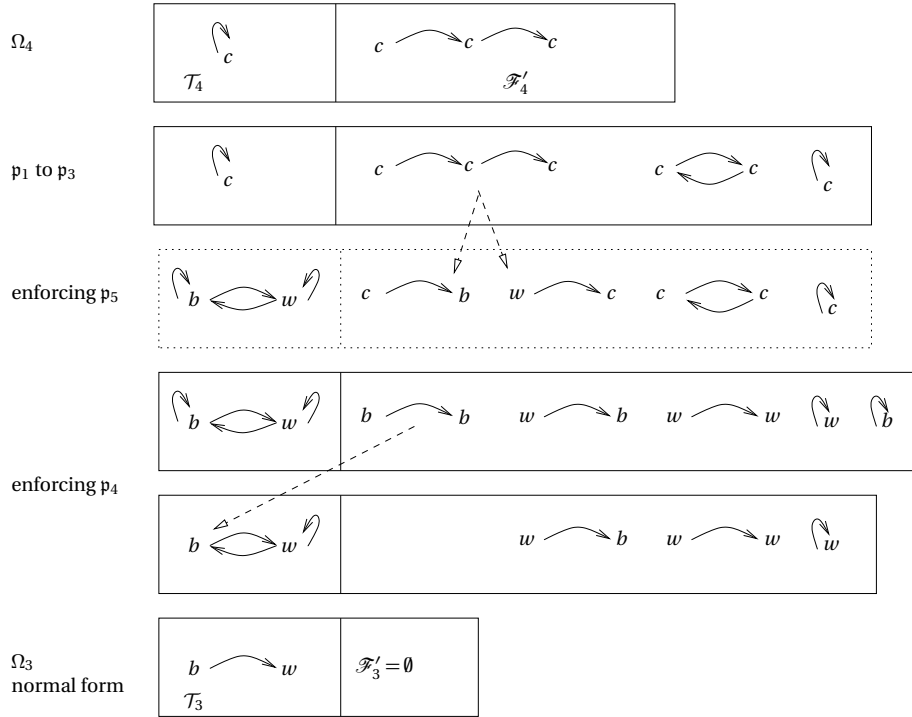 Ω₄
c
c c c
𝒯₄
ℱ′₄
𝔭₁ to 𝔭₃
c
c c c
c c
c
enforcing 𝔭₅
b w
c b
w c
c c
c
b w
b b
w b
w w
w
b
enforcing 𝔭₄
b w
w b
w w
w
Ω₃
normal form
b w
ℱ′₃ = ∅
𝒯₃